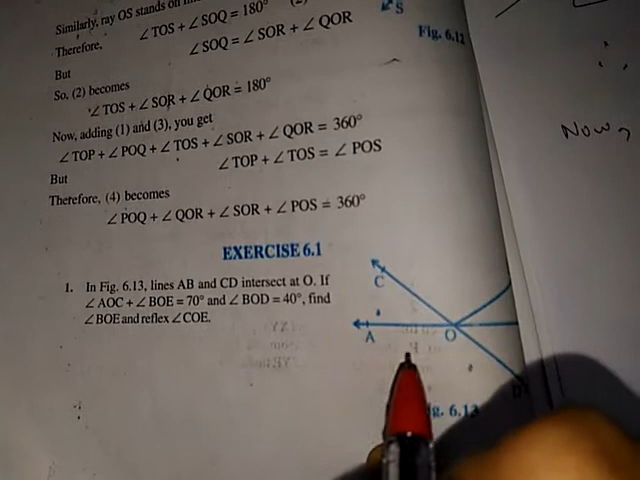 Similarly, ray OS stands on
Therefore, ∠ TOS + ∠ SOQ = 180°
But ∠ SOQ = ∠ SOR + ∠ QOR
So, (2) becomes
∠ TOS + ∠ SOR + ∠ QOR = 180°
Now, adding (1) and (3), you get
∠ TOP + ∠ POQ + ∠ TOS + ∠ SOR + ∠ QOR = 360°
But ∠ TOP + ∠ TOS = ∠ POS
Therefore, (4) becomes
∠ POQ + ∠ QOR + ∠ SOR + ∠ POS = 360°
S
Fig. 6.12
Now,
EXERCISE 6.1
1. In Fig. 6.13, lines AB and CD intersect at O. If
∠ AOC + ∠ BOE = 70° and ∠ BOD = 40°, find
∠ BOE and reflex ∠ COE.
C
A O
D
g. 6.13